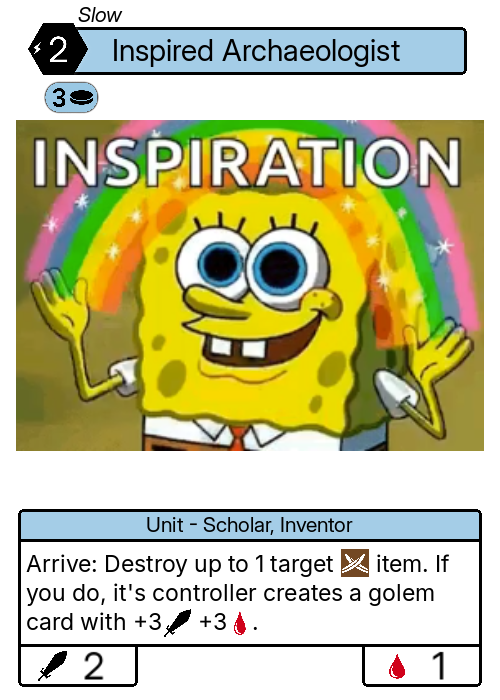 Slow
2 Inspired Archaeologist
3
INSPIRATION
Unit - Scholar, Inventor
Arrive: Destroy up to 1 target item. If
you do, it's controller creates a golem
card with +3 +3 .
2 1